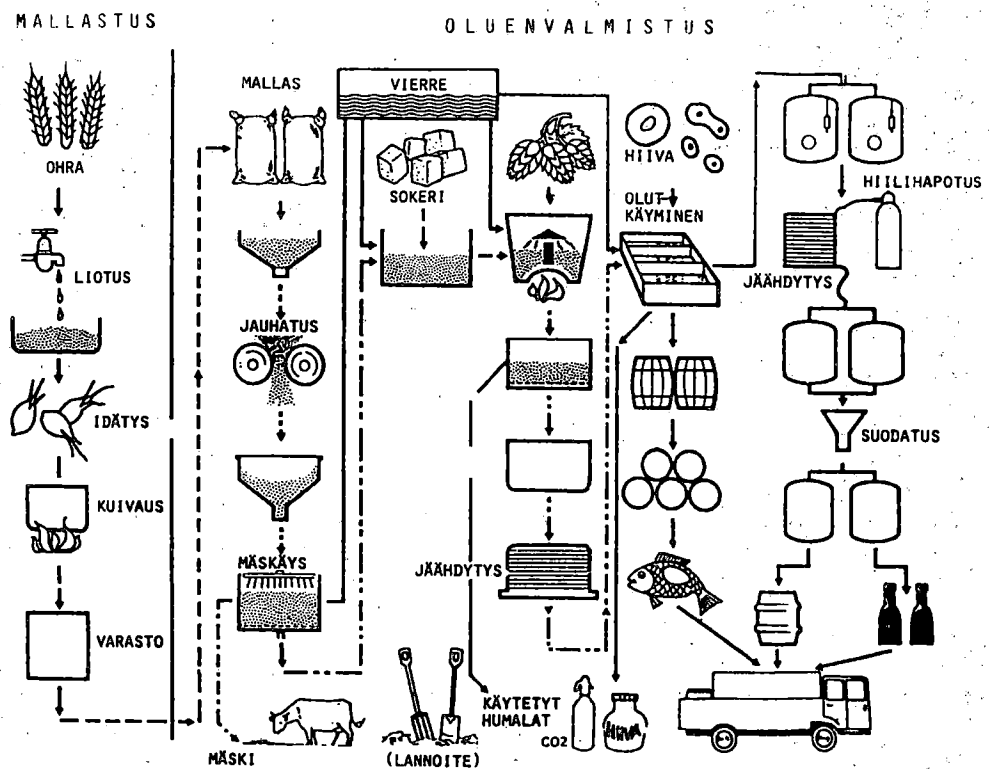 MALLASTUS
OLUENVALMISTUS
OHRA
LIOTUS
IDÄTYS
KUIVAUS
VARASTO
MALLAS
JAUHATUS
MÄSKÄYS
MÄSKI
VIERRE
SOKERI
JÄÄHDYTYS
(LANNOITE)
KÄYTETYT
HUMALAT
HIIVA
OLUT
KÄYMINEN
CO2
HIIVA
HIILIHAPOTUS
JÄÄHDYTYS
SUODATUS